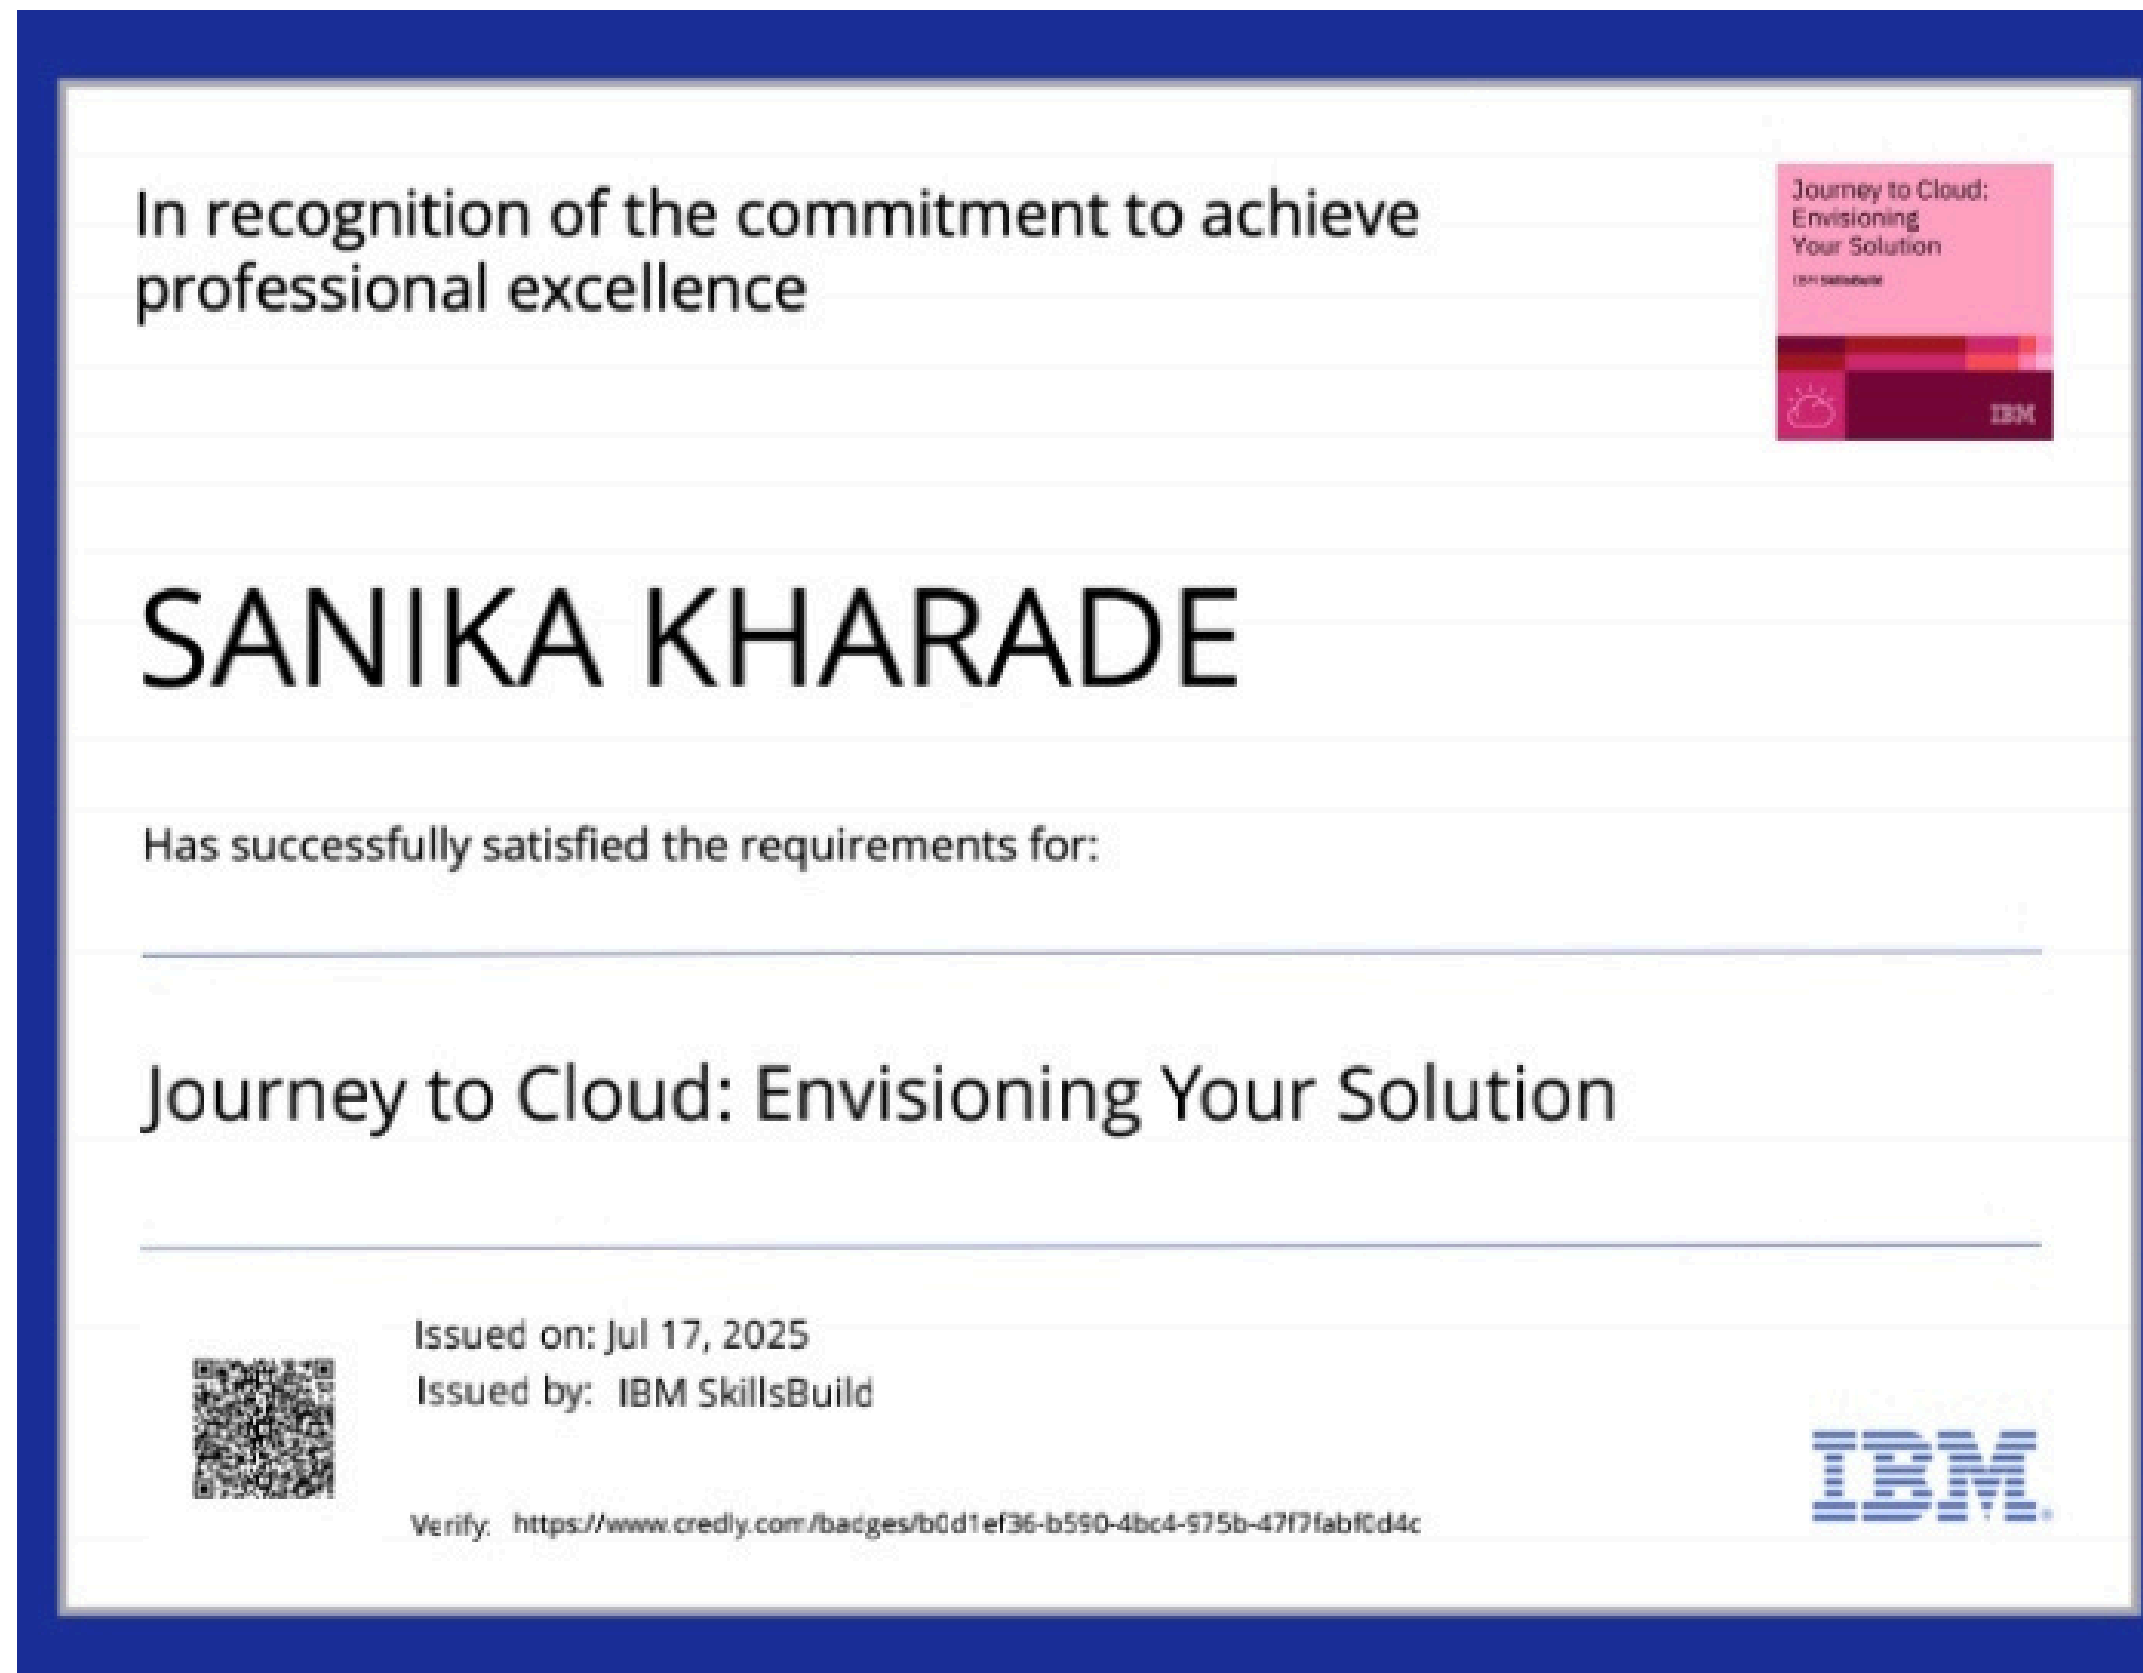 In recognition of the commitment to achieve
professional excellence
Journey to Cloud:
Envisioning
Your Solution
IBM SkillsBuild
IBM
SANIKA KHARADE
Has successfully satisfied the requirements for:
Journey to Cloud: Envisioning Your Solution
Issued on: Jul 17, 2025
Issued by: IBM SkillsBuild
Verify: https://www.credly.com/badges/b0d1ef36-b590-4bc4-975b-47f7fabf0d4c
IBM